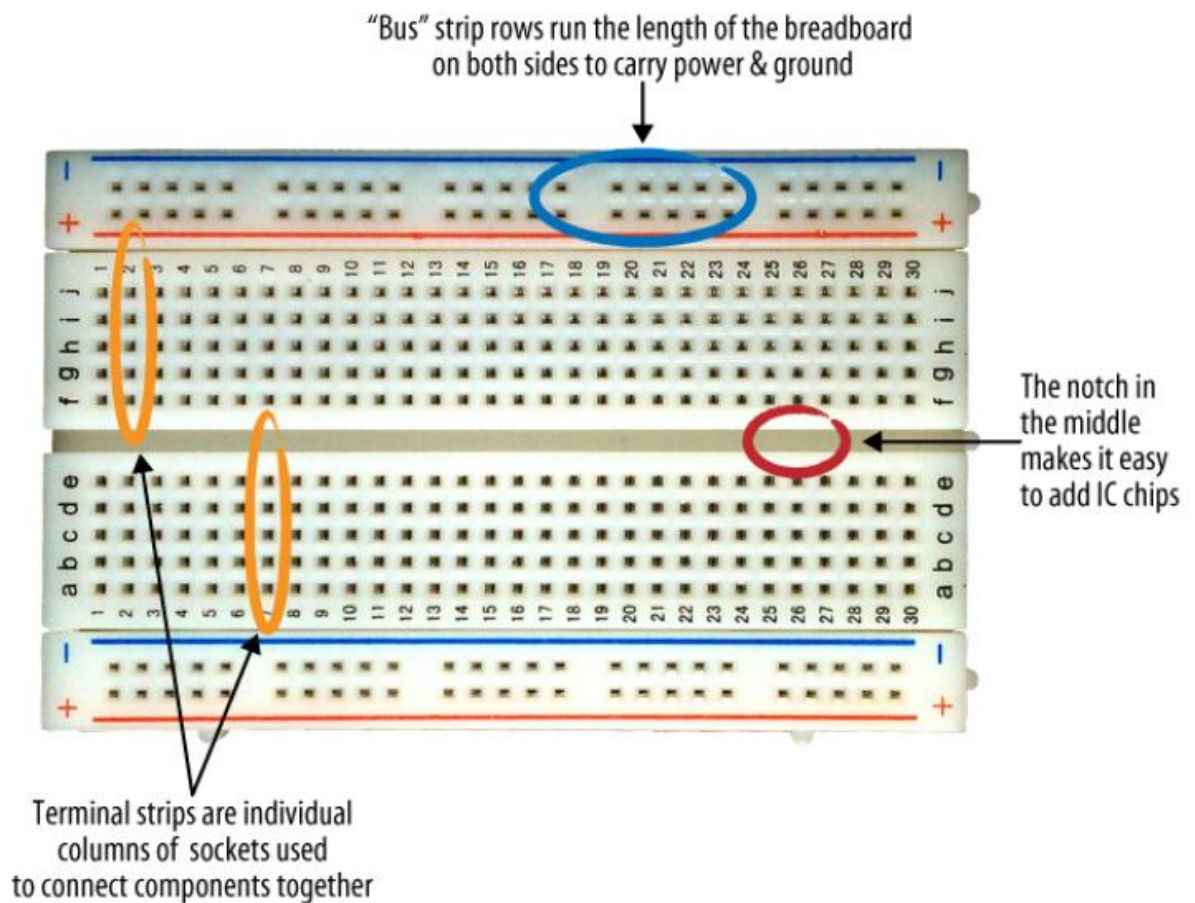 “Bus” strip rows run the length of the breadboard
on both sides to carry power & ground
− −
+ +
1 2 3 4 5 6 7 8 9 10 11 12 13 14 15 16 17 18 19 20 21 22 23 24 25 26 27 28 29 30
j j
i i
h h
g g
f f
The notch in
the middle
makes it easy
to add IC chips
e e
d d
c c
b b
a a
1 2 3 4 5 6 7 8 9 10 11 12 13 14 15 16 17 18 19 20 21 22 23 24 25 26 27 28 29 30
− −
+ +
Terminal strips are individual
columns of sockets used
to connect components together